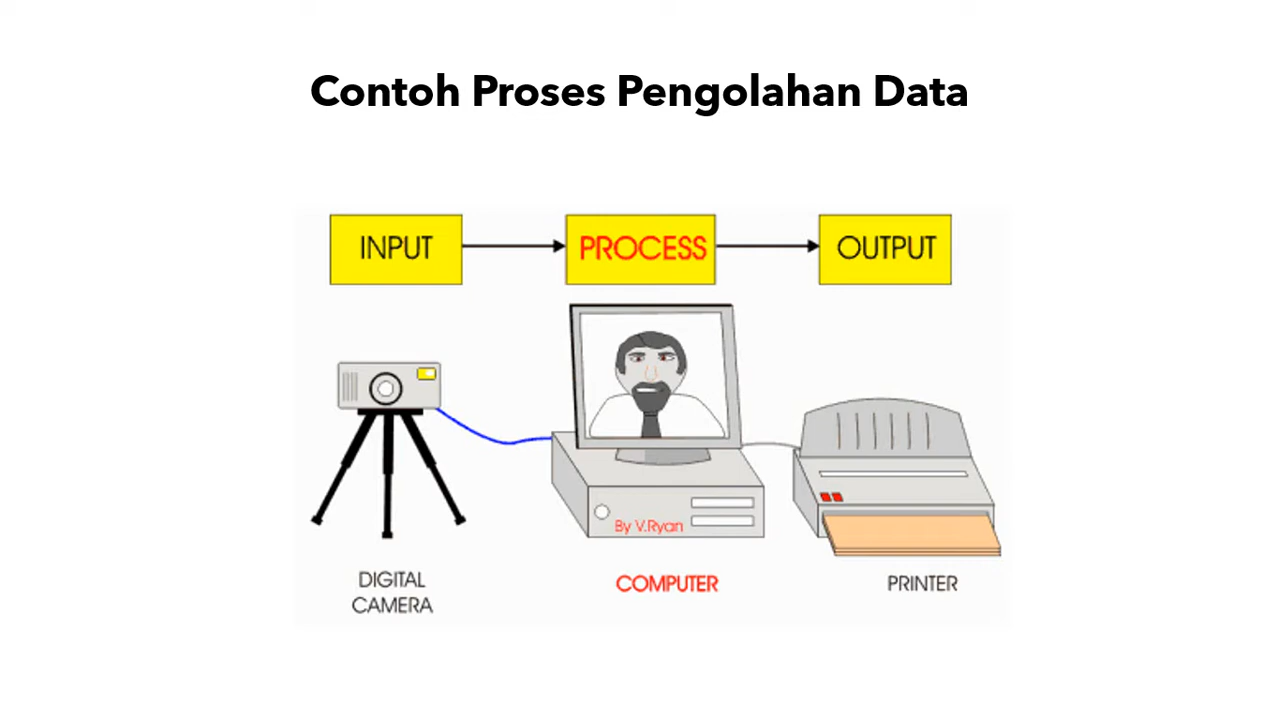 Contoh Proses Pengolahan Data
INPUT
PROCESS
OUTPUT
By V.Ryan
DIGITAL
CAMERA
COMPUTER
PRINTER